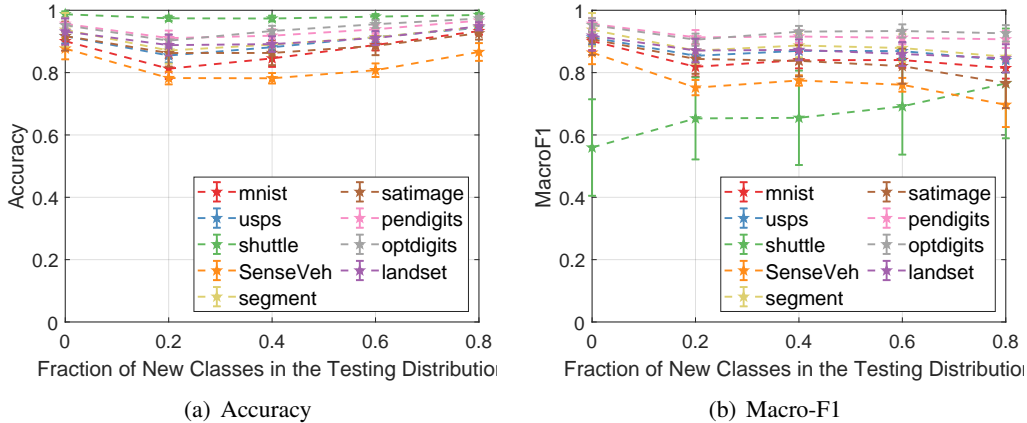 1
0.8
0.6
0.4
0.2
0
Accuracy
mnist
usps
shuttle
SenseVeh
segment
satimage
pendigits
optdigits
landset
0 0.2 0.4 0.6 0.8
Fraction of New Classes in the Testing Distribution
(a) Accuracy
1
0.8
0.6
0.4
0.2
0
MacroF1
mnist
usps
shuttle
SenseVeh
segment
satimage
pendigits
optdigits
landset
0 0.2 0.4 0.6 0.8
Fraction of New Classes in the Testing Distribution
(b) Macro-F1